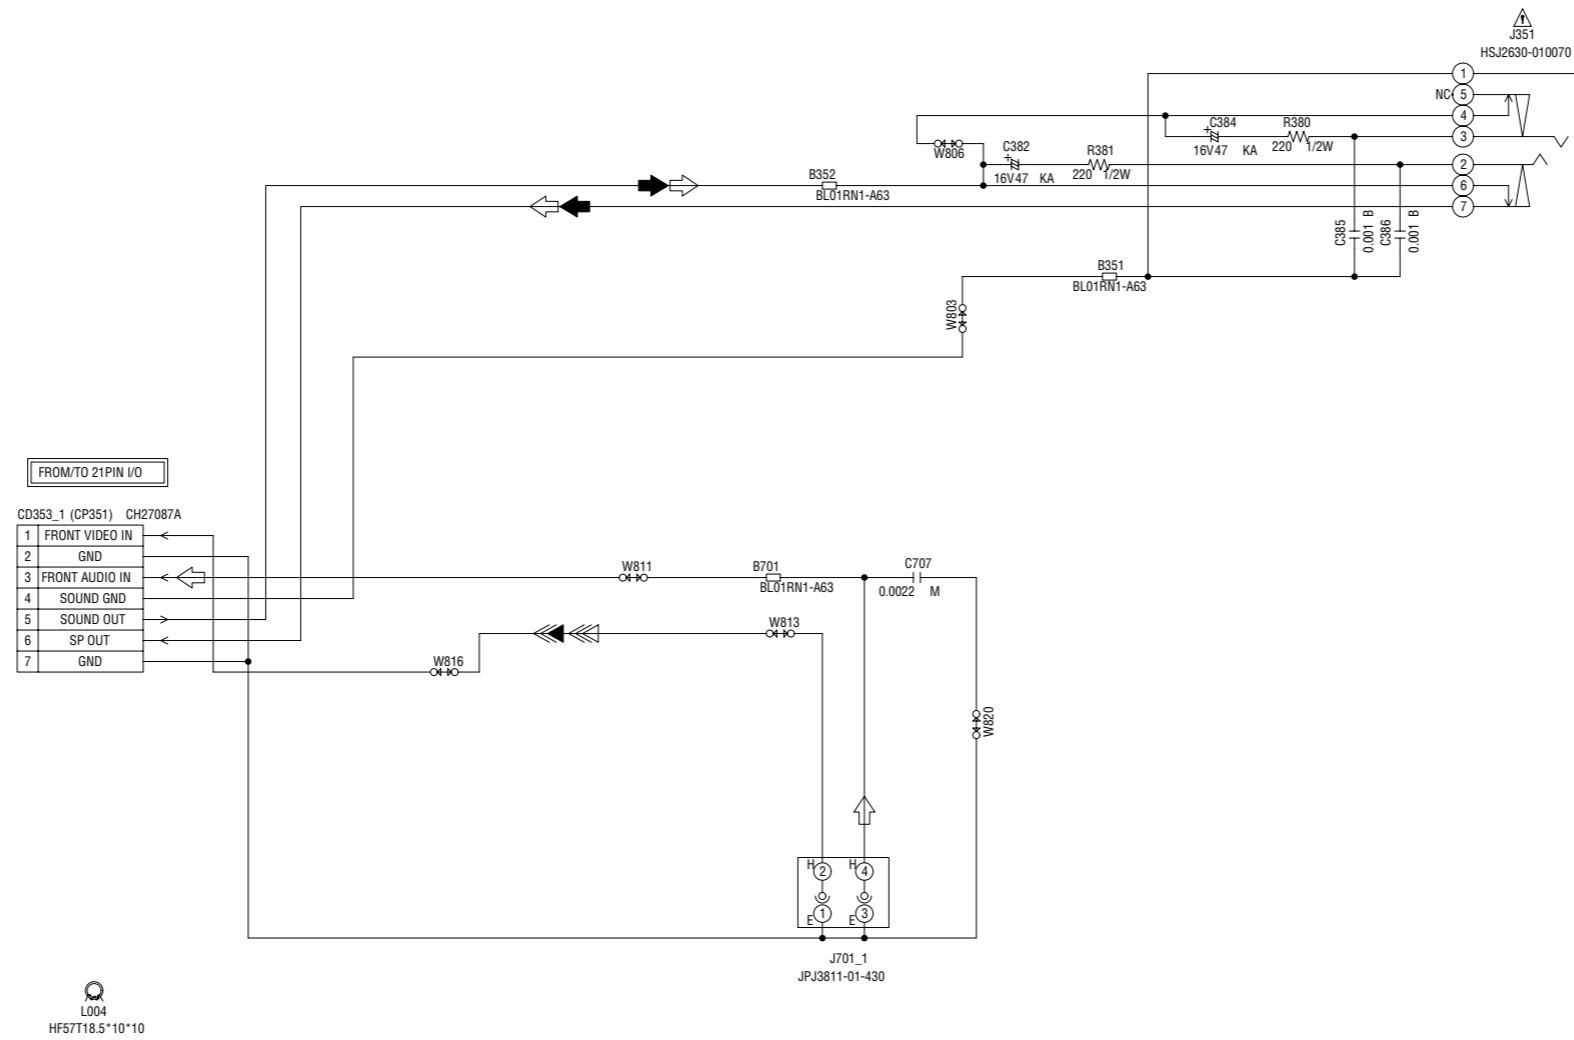 J351
HSJ2630-010070
1
NC 5
4
3
2
6
7
C384
16V47 KA
R380
220 1/2W
W806
C382
16V47 KA
R381
220 1/2W
B352
BL01RN1-A63
C385
0.001 B
C386
0.001 B
B351
BL01RN1-A63
W803
FROM/TO 21PIN I/O
CD353_1 (CP351) CH27087A
1 FRONT VIDEO IN
2 GND
3 FRONT AUDIO IN
4 SOUND GND
5 SOUND OUT
6 SP OUT
7 GND
W811
B701
BL01RN1-A63
C707
0.0022 M
W813
W816
W820
H 2 H 4
E 1 E 3
J701_1
JPJ3811-01-430
L004
HF57T18.5*10*10